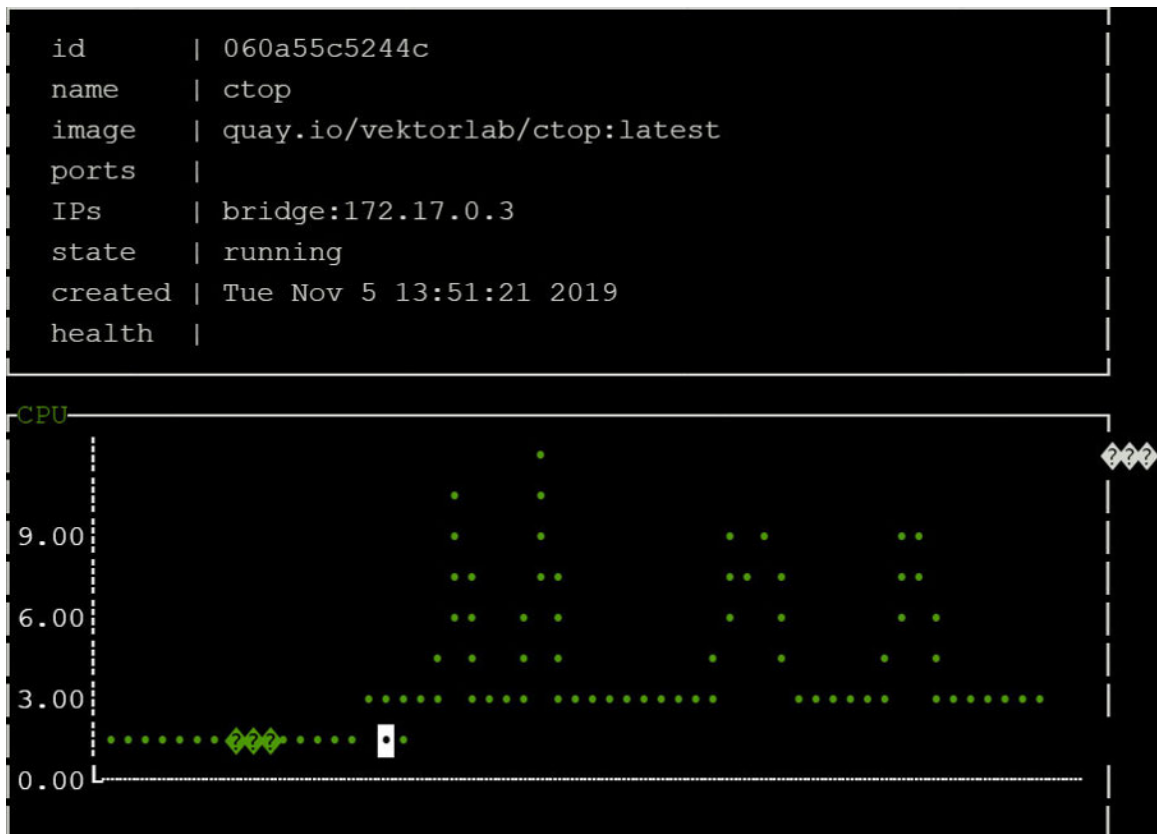 id | 060a55c5244c
name | ctop
image | quay.io/vektorlab/ctop:latest
ports |
IPs | bridge:172.17.0.3
state | running
created | Tue Nov 5 13:51:21 2019
health |
CPU
���
9.00
6.00
3.00
���
0.00